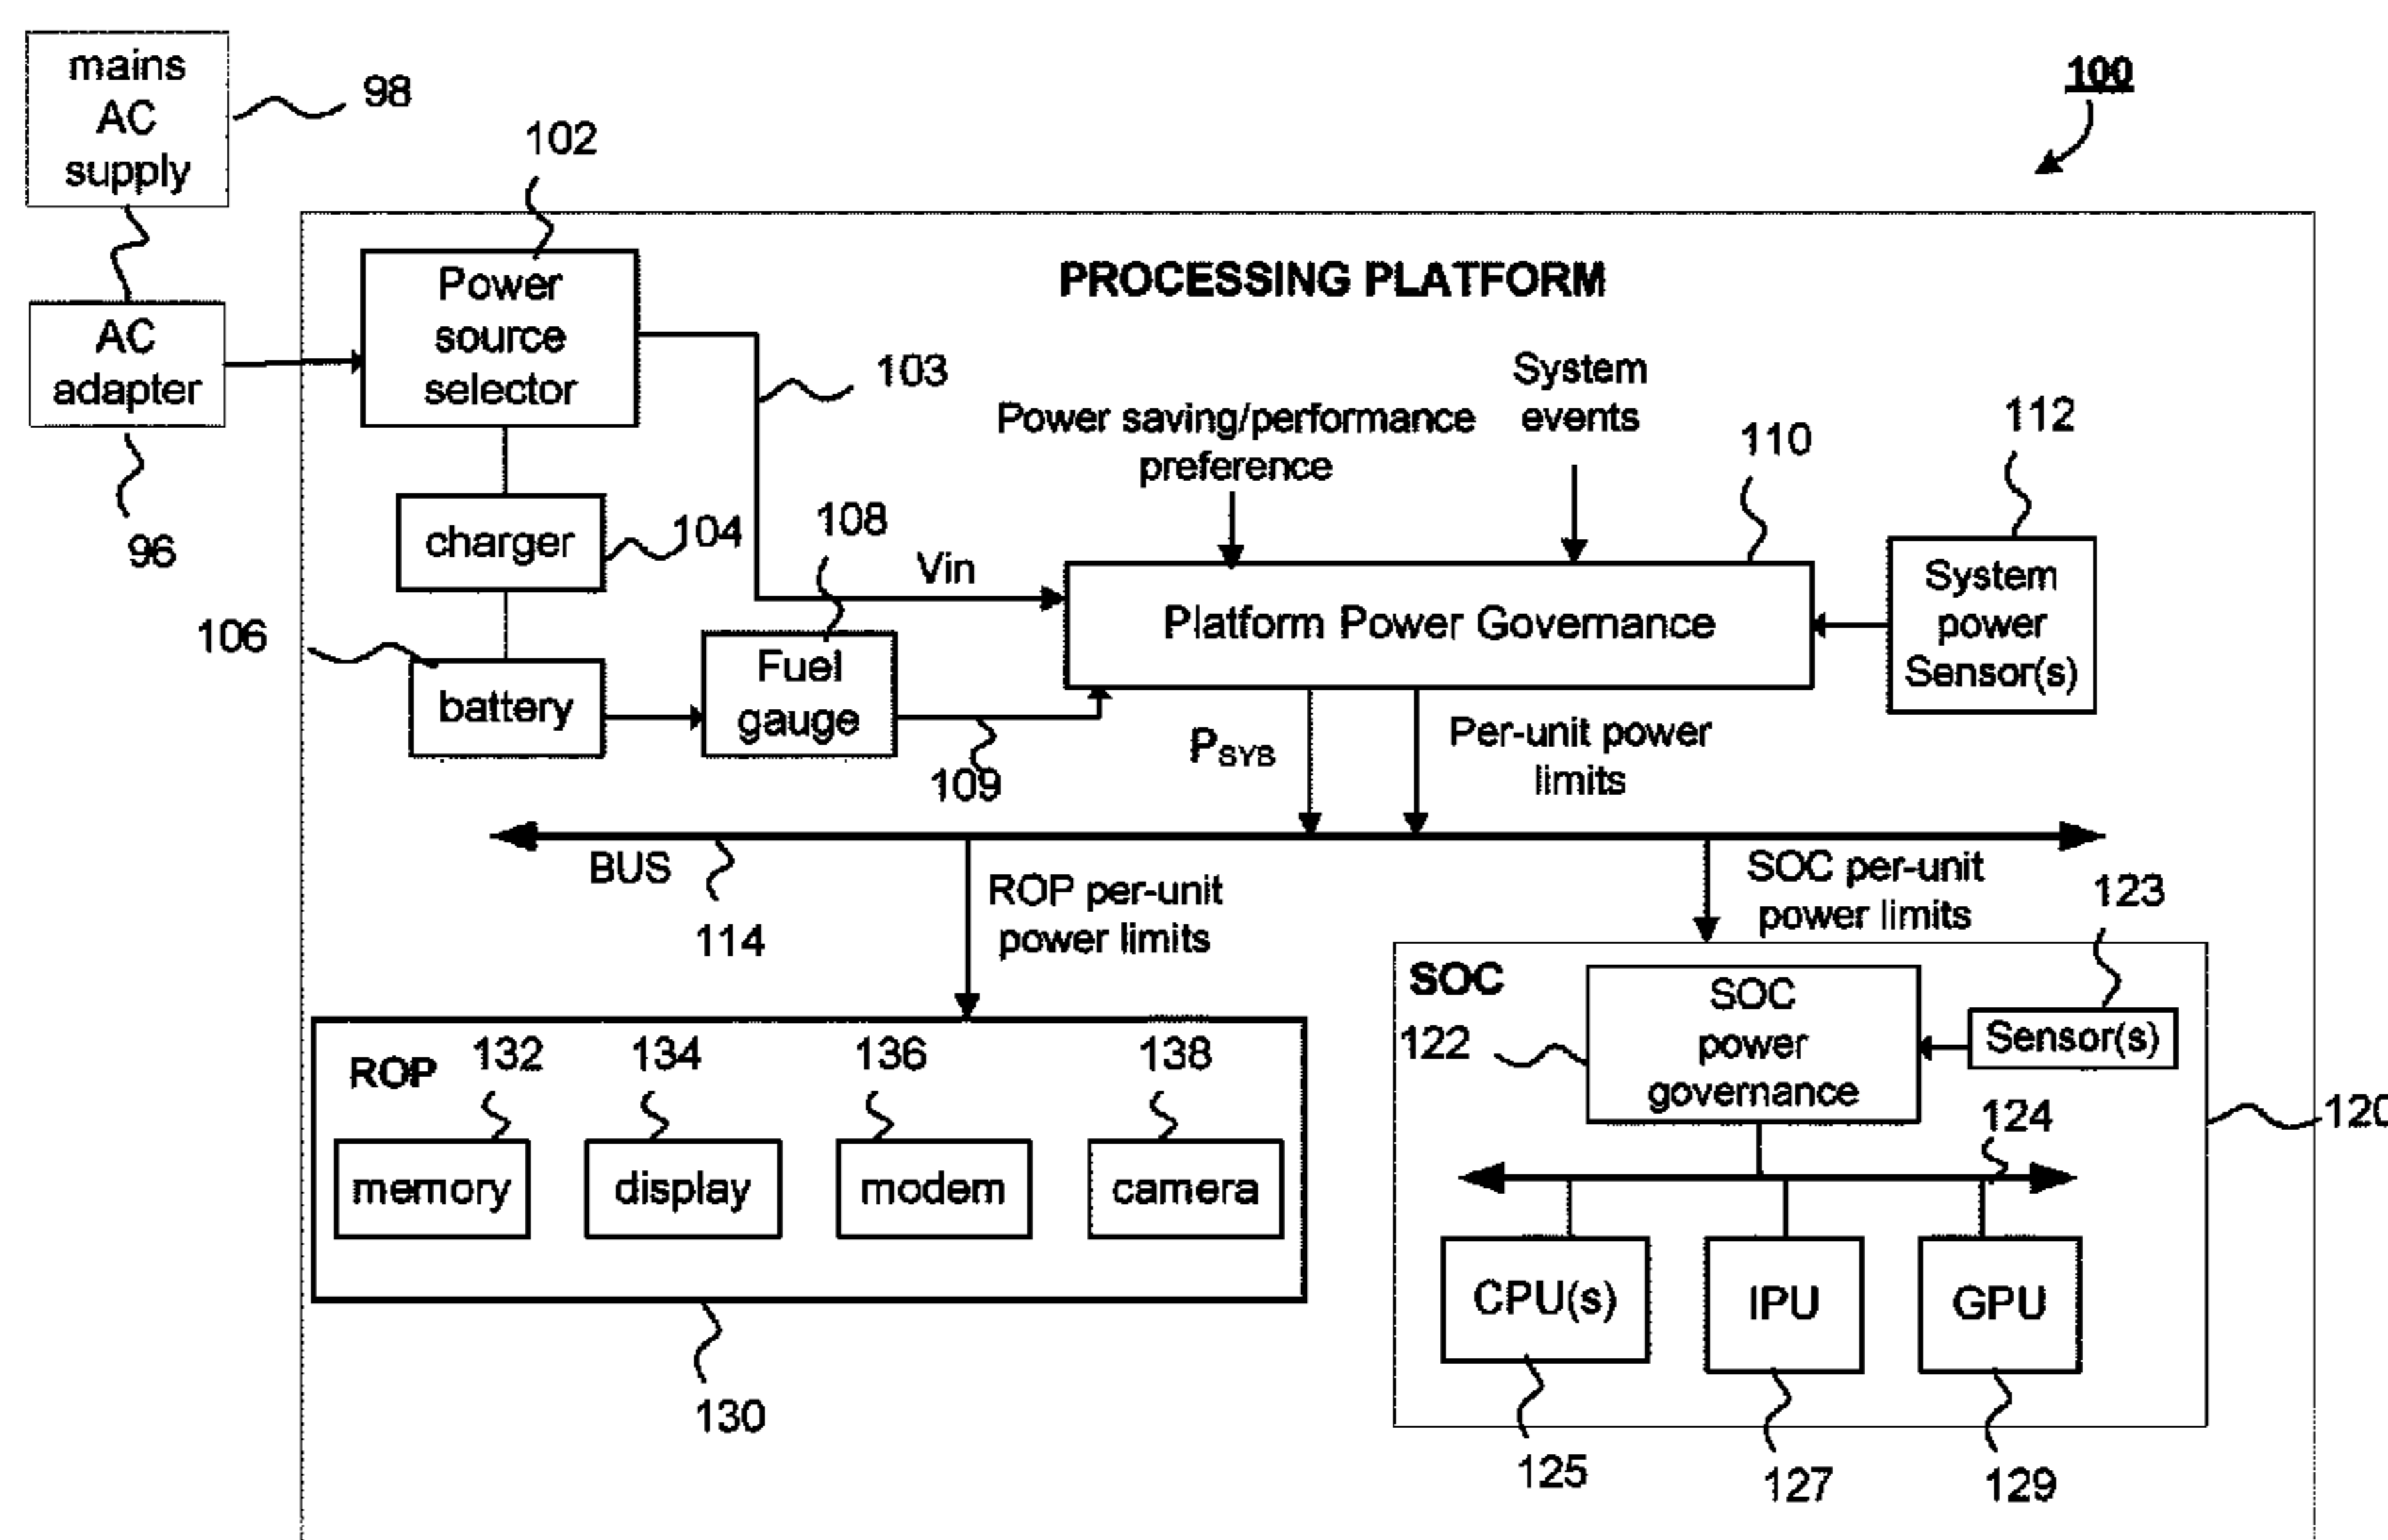 mains
AC
supply
98
100
102
PROCESSING PLATFORM
Power
source
selector
AC
adapter
96
103
System
events
Power saving/performance
preference
110
112
charger
104
108
Vin
Platform Power Governance
System
power
Sensor(s)
106
battery
Fuel
gauge
109
PSYS
Per-unit power
limits
BUS
114
ROP per-unit
power limits
SOC per-unit
power limits
123
SOC
122
SOC
power
governance
Sensor(s)
120
124
ROP
132
134
136
138
memory
display
modem
camera
130
CPU(s)
IPU
GPU
125
127
129